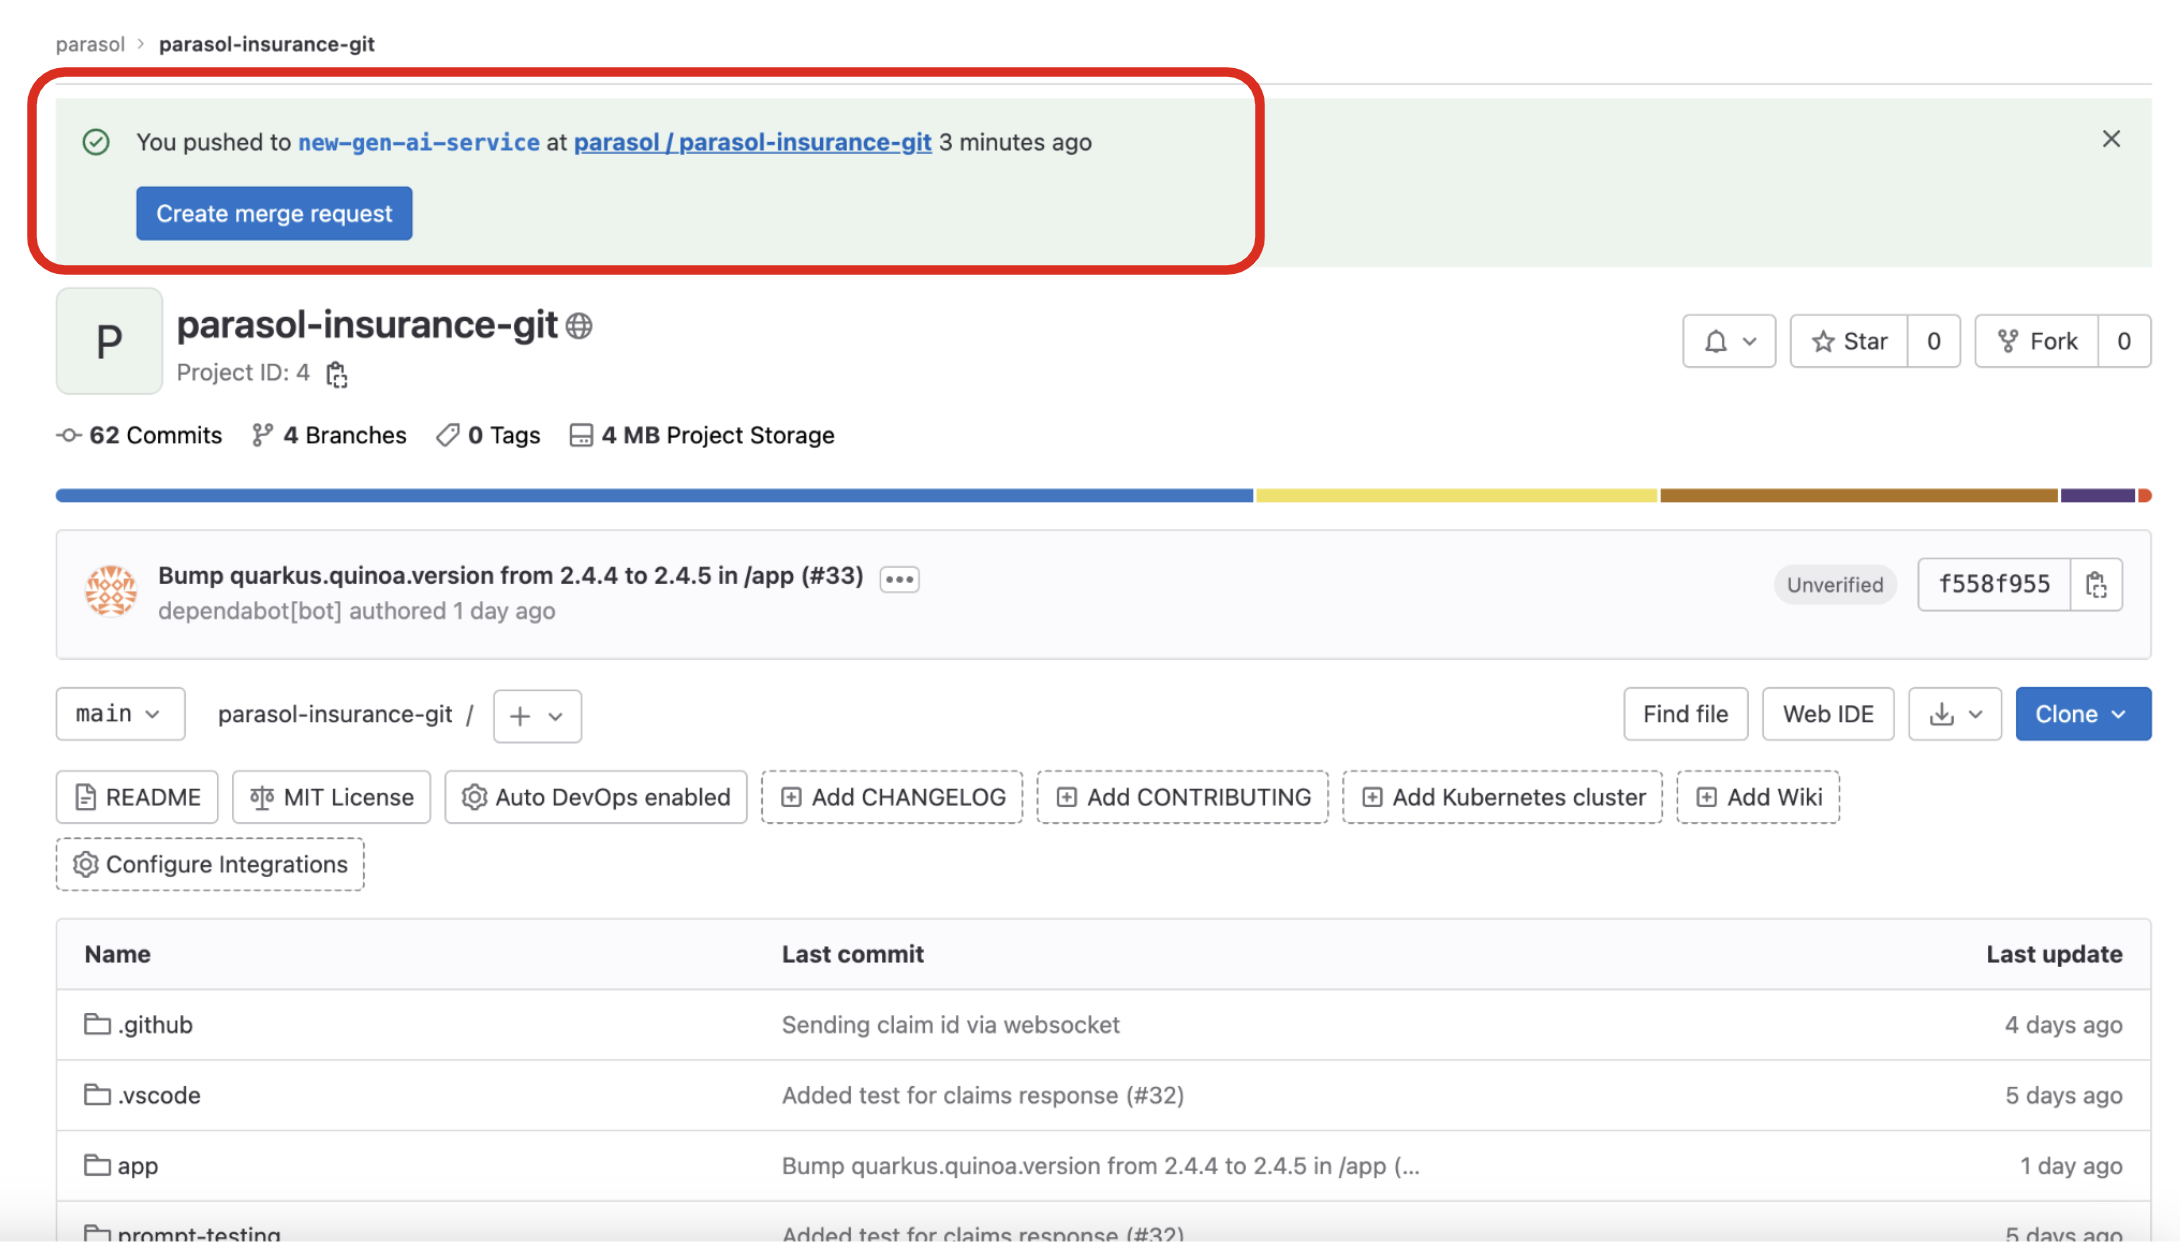 parasol > parasol-insurance-git
You pushed to new-gen-ai-service at parasol / parasol-insurance-git 3 minutes ago
Create merge request
P
parasol-insurance-git
Project ID: 4
Star 0 Fork 0
62 Commits 4 Branches 0 Tags 4 MB Project Storage
Bump quarkus.quinoa.version from 2.4.4 to 2.4.5 in /app (#33) •••
dependabot[bot] authored 1 day ago
Unverified f558f955
main parasol-insurance-git / + Find file Web IDE Clone
README MIT License Auto DevOps enabled Add CHANGELOG Add CONTRIBUTING Add Kubernetes cluster Add Wiki
Configure Integrations
Name Last commit Last update
.github Sending claim id via websocket 4 days ago
.vscode Added test for claims response (#32) 5 days ago
app Bump quarkus.quinoa.version from 2.4.4 to 2.4.5 in /app (... 1 day ago
prompt-testing Added test for claims response (#32) 5 days ago